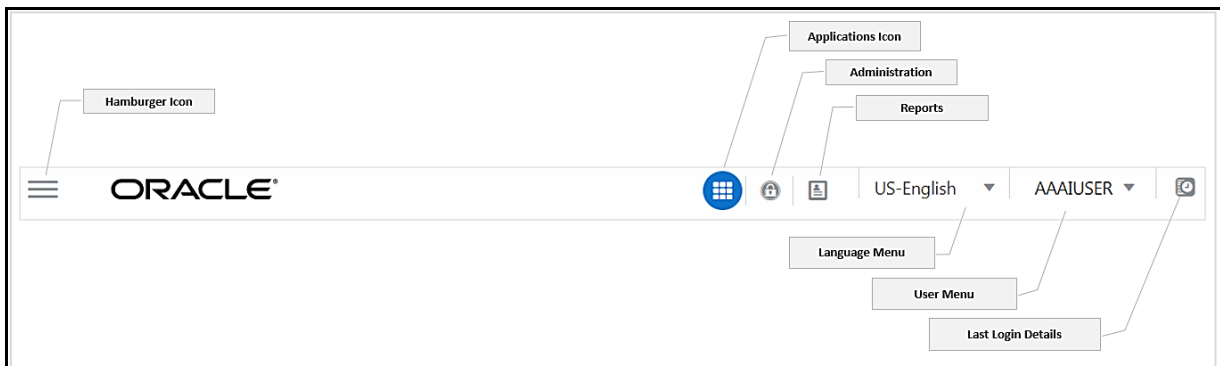 Applications Icon
Administration
Hamburger Icon
Reports
ORACLE®
US-English
AAAIUSER
Language Menu
User Menu
Last Login Details